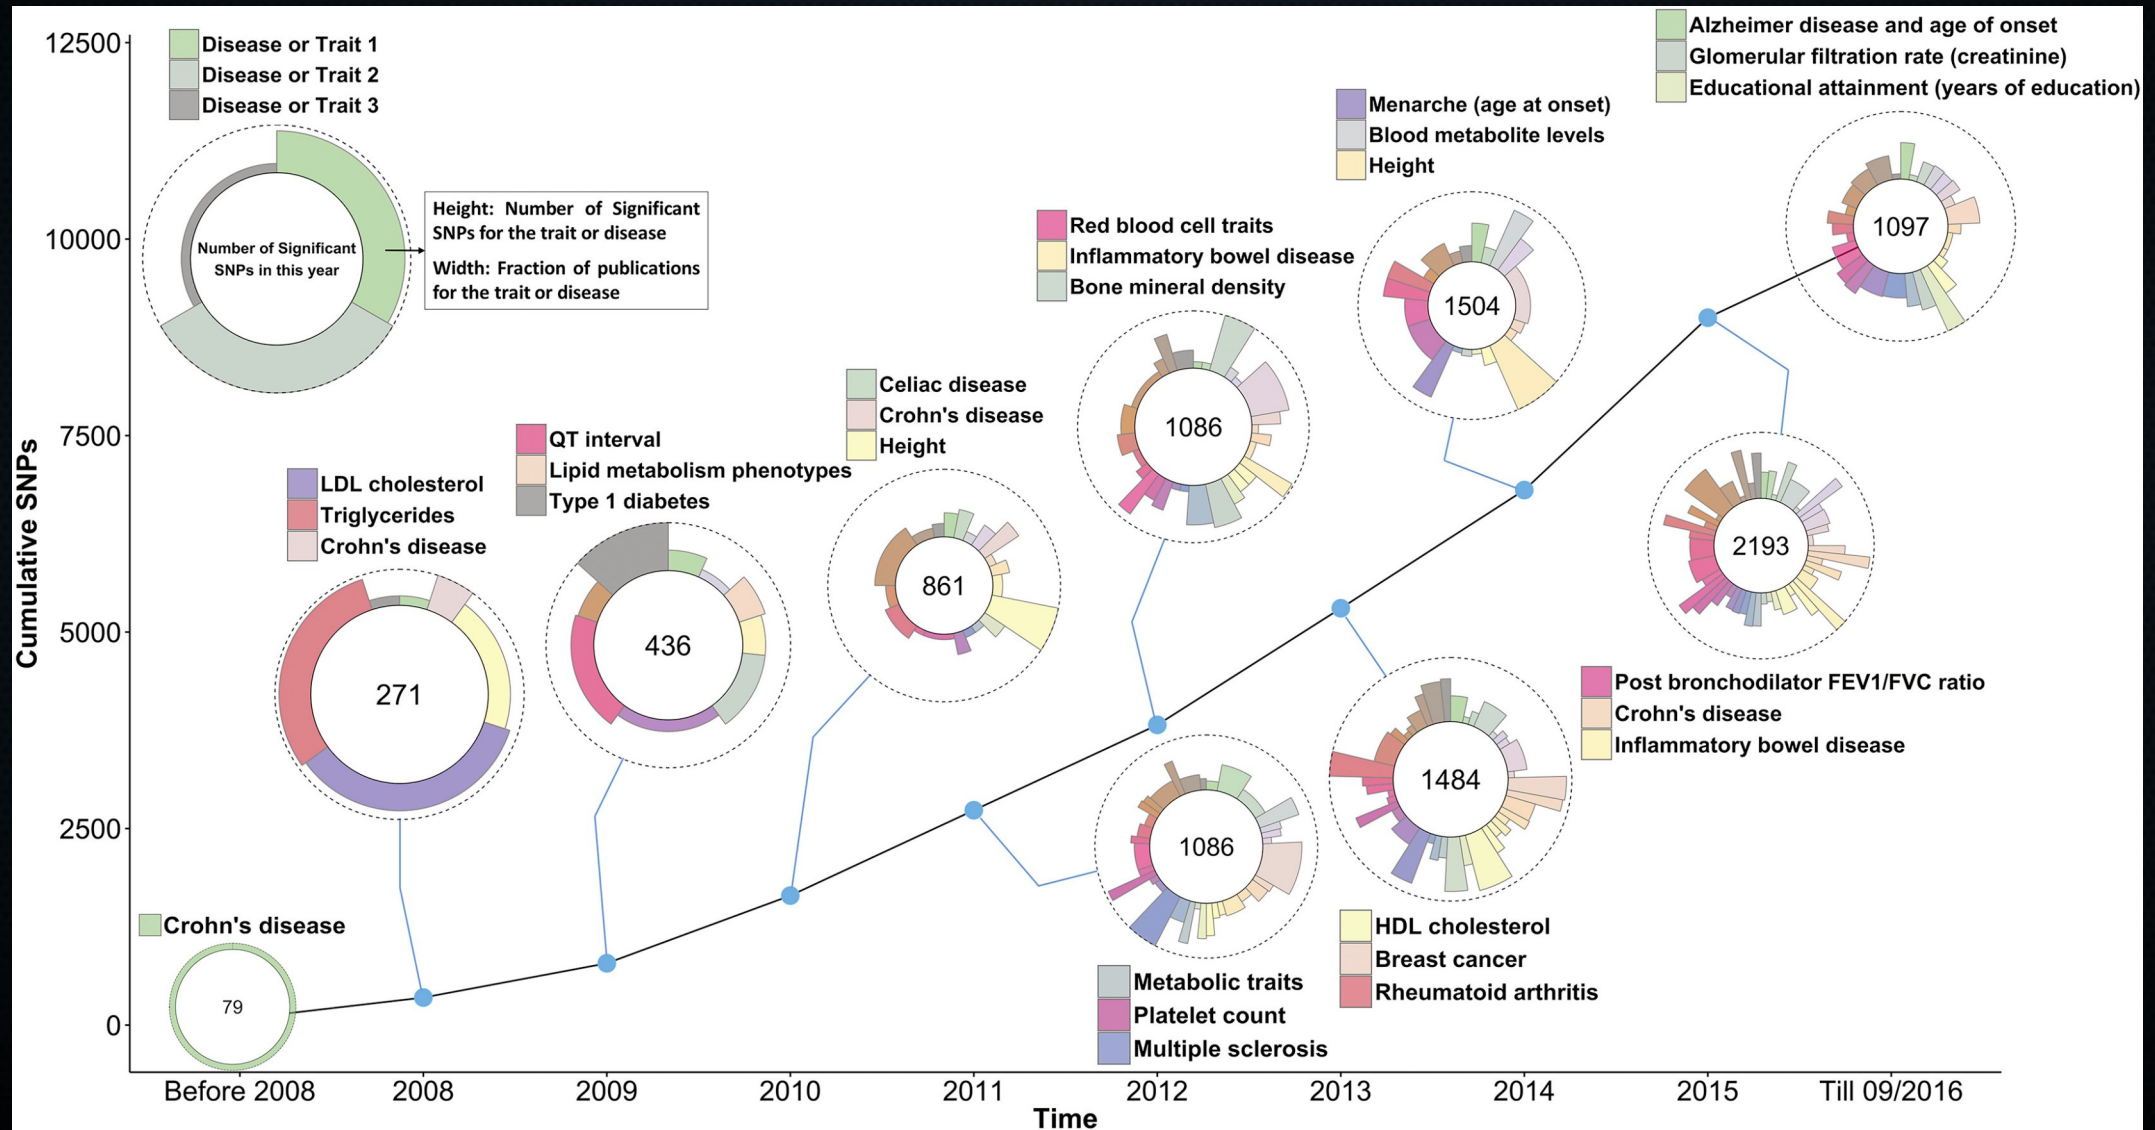 12500
10000
7500
5000
2500
0
Cumulative SNPs
Disease or Trait 1
Disease or Trait 2
Disease or Trait 3
Number of Significant
SNPs in this year
Height: Number of Significant
SNPs for the trait or disease
Width: Fraction of publications
for the trait or disease
Crohn's disease
79
LDL cholesterol
Triglycerides
Crohn's disease
271
QT interval
Lipid metabolism phenotypes
Type 1 diabetes
436
Celiac disease
Crohn's disease
Height
861
Red blood cell traits
Inflammatory bowel disease
Bone mineral density
1086
Metabolic traits
Platelet count
Multiple sclerosis
1086
Menarche (age at onset)
Blood metabolite levels
Height
1504
HDL cholesterol
Breast cancer
Rheumatoid arthritis
1484
Alzheimer disease and age of onset
Glomerular filtration rate (creatinine)
Educational attainment (years of education)
1097
2193
Post bronchodilator FEV1/FVC ratio
Crohn's disease
Inflammatory bowel disease
Before 2008
2008
2009
2010
2011
2012
2013
2014
2015
Till 09/2016
Time